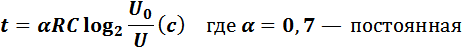 t = αRC log₂ U₀/U (c) где α = 0,7 — постоянная